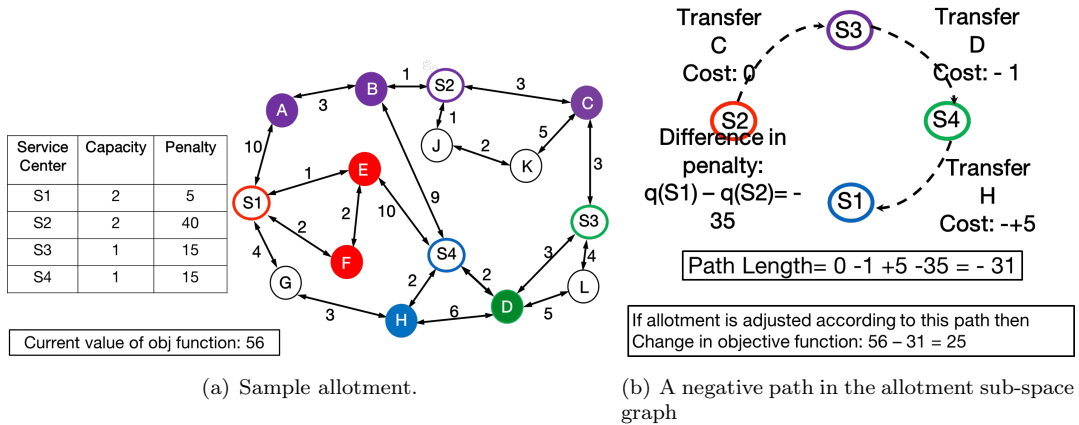 Service Center Capacity Penalty
S1 2 5
S2 2 40
S3 1 15
S4 1 15
Current value of obj function: 56
1
S2
3
B
C
3
A
1
J
5
2
K
10
3
E
1
S1
2
10
9
S3
2
F
4
S4
3
4
G
2
2
L
D
3
H
6
5
(a) Sample allotment.
Transfer
C
Cost: 0
S3
Transfer
D
Cost: - 1
S2
S4
Difference in
penalty:
q(S1) – q(S2)= -
35
S1
Transfer
H
Cost: -+5
Path Length= 0 -1 +5 -35 = - 31
If allotment is adjusted according to this path then
Change in objective function: 56 – 31 = 25
(b) A negative path in the allotment sub-space
graph